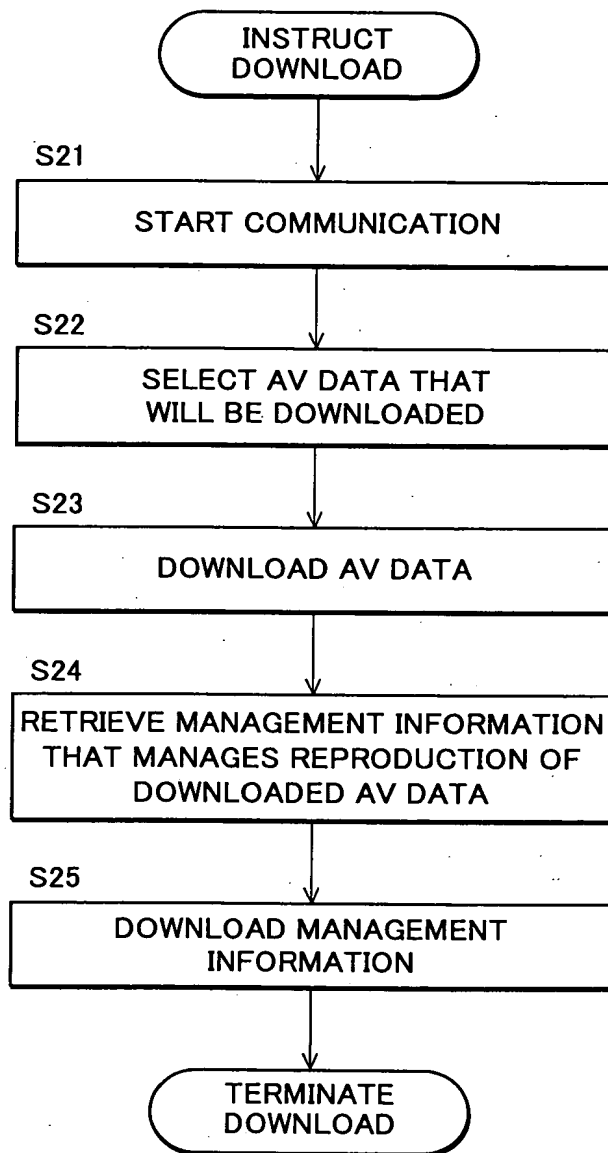 INSTRUCT
DOWNLOAD
S21
START COMMUNICATION
S22
SELECT AV DATA THAT
WILL BE DOWNLOADED
S23
DOWNLOAD AV DATA
S24
RETRIEVE MANAGEMENT INFORMATION
THAT MANAGES REPRODUCTION OF
DOWNLOADED AV DATA
S25
DOWNLOAD MANAGEMENT
INFORMATION
TERMINATE
DOWNLOAD